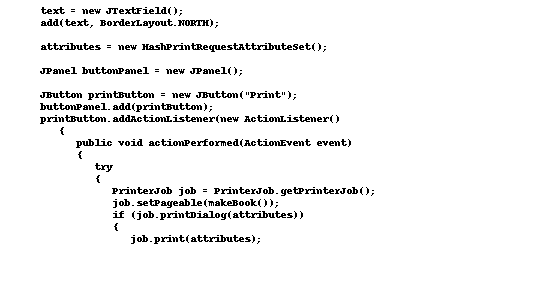 text = new JTextField();
add(text, BorderLayout.NORTH);
attributes = new HashPrintRequestAttributeSet();
JPanel buttonPanel = new JPanel();
JButton printButton = new JButton("Print");
buttonPanel.add(printButton);
printButton.addActionListener(new ActionListener()
{
public void actionPerformed(ActionEvent event)
{
try
{
PrinterJob job = PrinterJob.getPrinterJob();
job.setPageable(makeBook());
if (job.printDialog(attributes))
{
job.print(attributes);